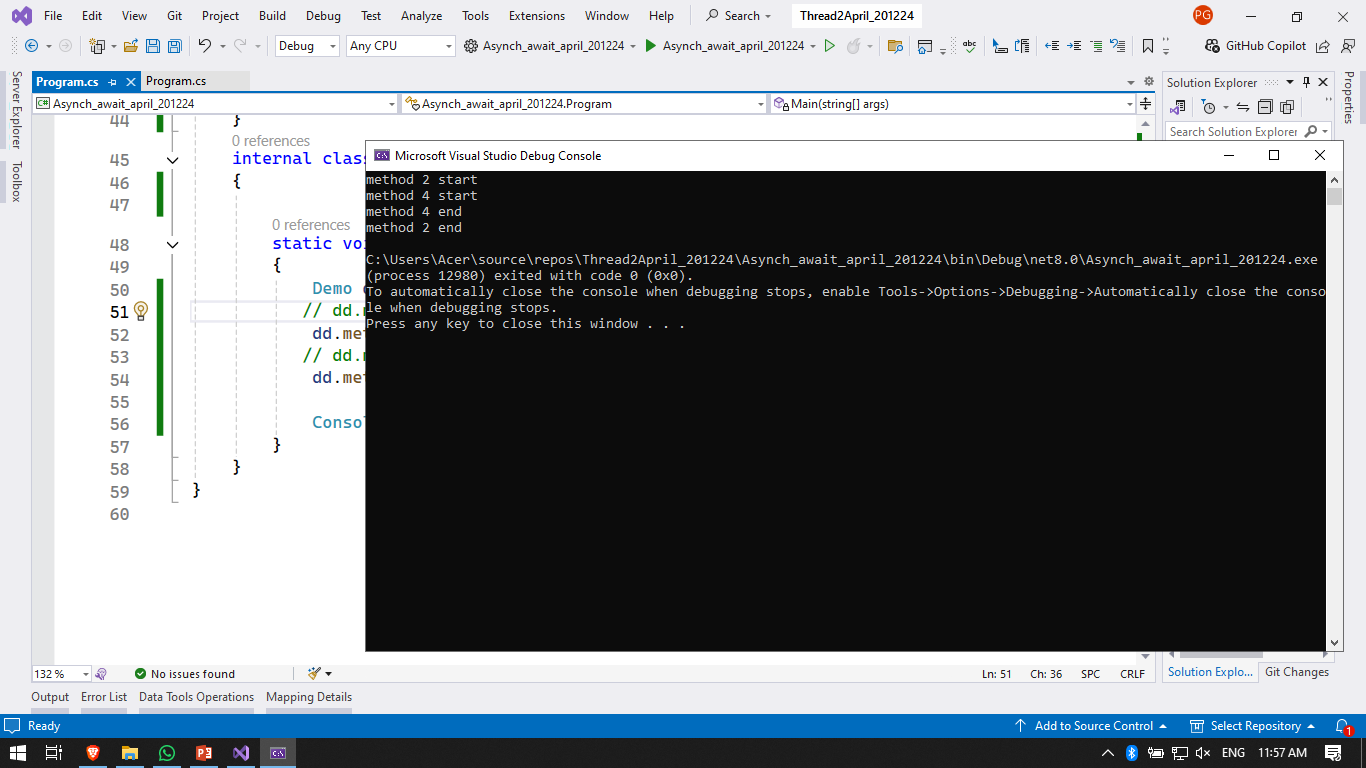 File Edit View Git Project Build Debug Test Analyze Tools Extensions Window Help Search Thread2April_201224 PG
Debug Any CPU Asynch_await_april_201224 Asynch_await_april_201224 abc GitHub Copilot
Server Explorer
Toolbox
Program.cs Program.cs
Asynch_await_april_201224 Asynch_await_april_201224.Program Main(string[] args)
44 }
0 references
45 internal clas
46 {
47
0 references
48 static voi
49 {
50 Demo
51 // dd.
52 dd.me
53 // dd.
54 dd.me
55
56 Conso
57 }
58 }
59 }
60
Microsoft Visual Studio Debug Console
method 2 start
method 4 start
method 4 end
method 2 end
C:\Users\Acer\source\repos\Thread2April_201224\Asynch_await_april_201224\bin\Debug\net8.0\Asynch_await_april_201224.exe
(process 12980) exited with code 0 (0x0).
To automatically close the console when debugging stops, enable Tools->Options->Debugging->Automatically close the conso
le when debugging stops.
Press any key to close this window . . .
Solution Explorer
Search Solution Explorer
Properties
132 % No issues found Ln: 51 Ch: 36 SPC CRLF
Solution Explo... Git Changes
Output Error List Data Tools Operations Mapping Details
Ready Add to Source Control Select Repository 1
C:\ ENG 11:57 AM